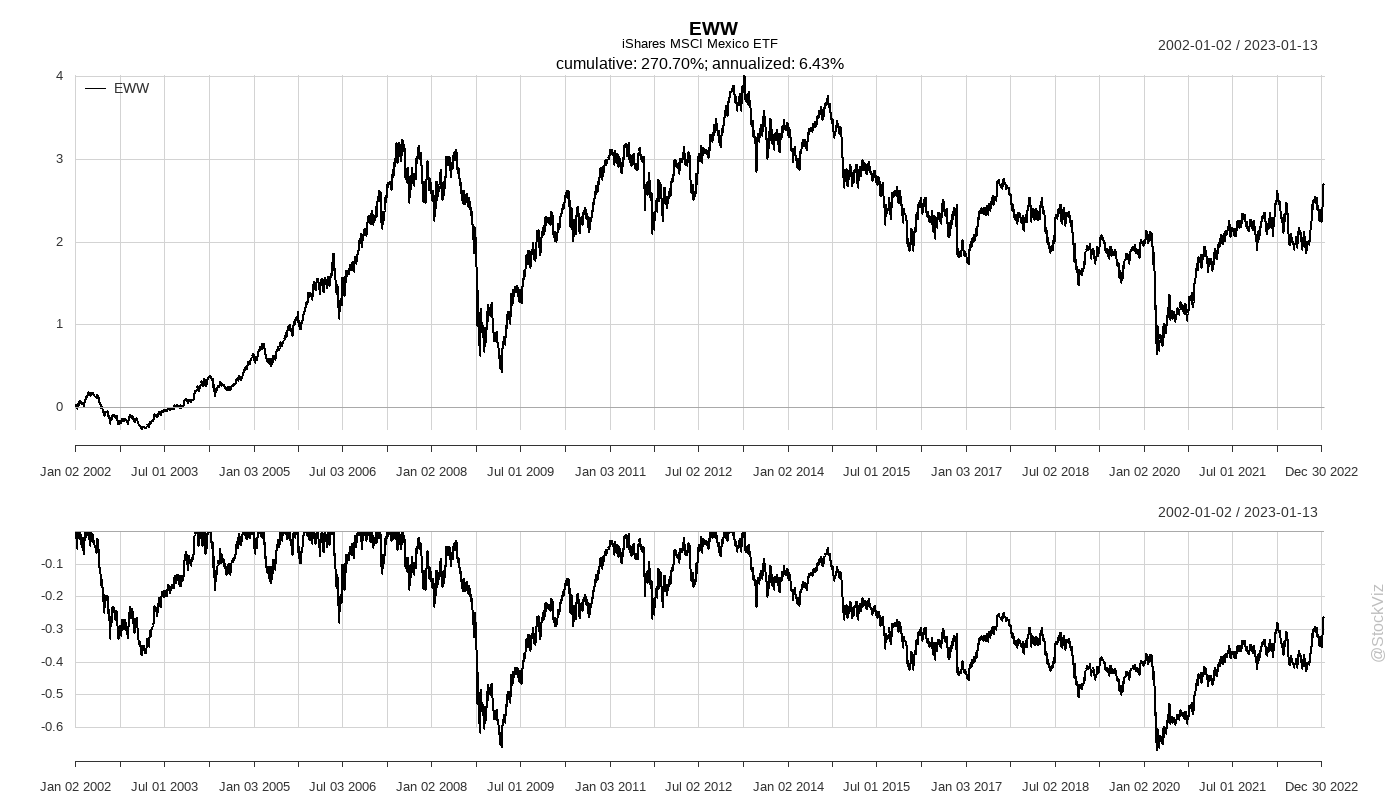 EWW
iShares MSCI Mexico ETF
2002-01-02 / 2023-01-13
cumulative: 270.70%; annualized: 6.43%
EWW
4
3
2
1
0
Jan 02 2002 Jul 01 2003 Jan 03 2005 Jul 03 2006 Jan 02 2008 Jul 01 2009 Jan 03 2011 Jul 02 2012 Jan 02 2014 Jul 01 2015 Jan 03 2017 Jul 02 2018 Jan 02 2020 Jul 01 2021 Dec 30 2022
2002-01-02 / 2023-01-13
-0.1
-0.2
-0.3
-0.4
-0.5
-0.6
Jan 02 2002 Jul 01 2003 Jan 03 2005 Jul 03 2006 Jan 02 2008 Jul 01 2009 Jan 03 2011 Jul 02 2012 Jan 02 2014 Jul 01 2015 Jan 03 2017 Jul 02 2018 Jan 02 2020 Jul 01 2021 Dec 30 2022
@StockViz